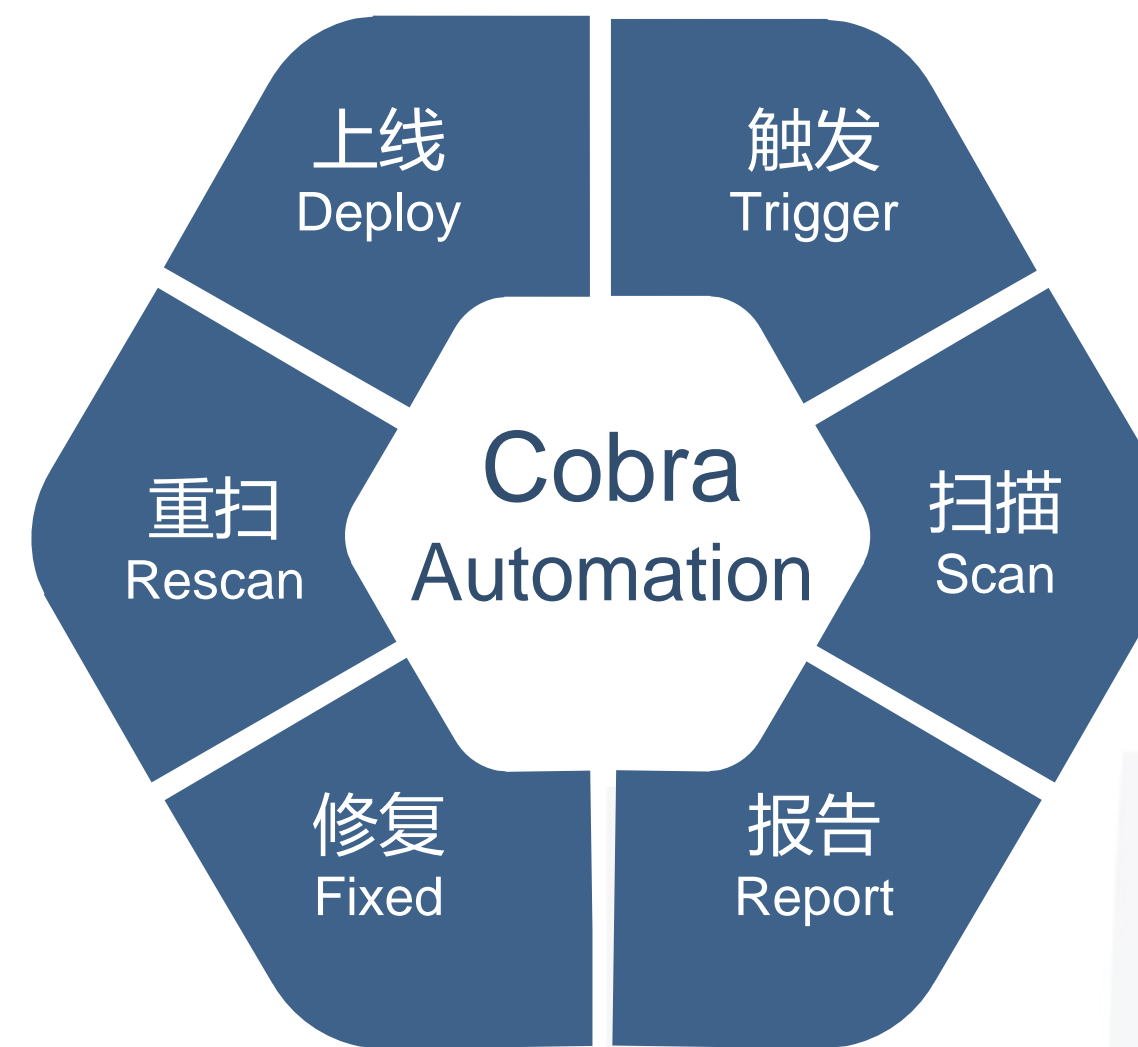 上线
Deploy
触发
Trigger
重扫
Rescan
Cobra
Automation
扫描
Scan
修复
Fixed
报告
Report